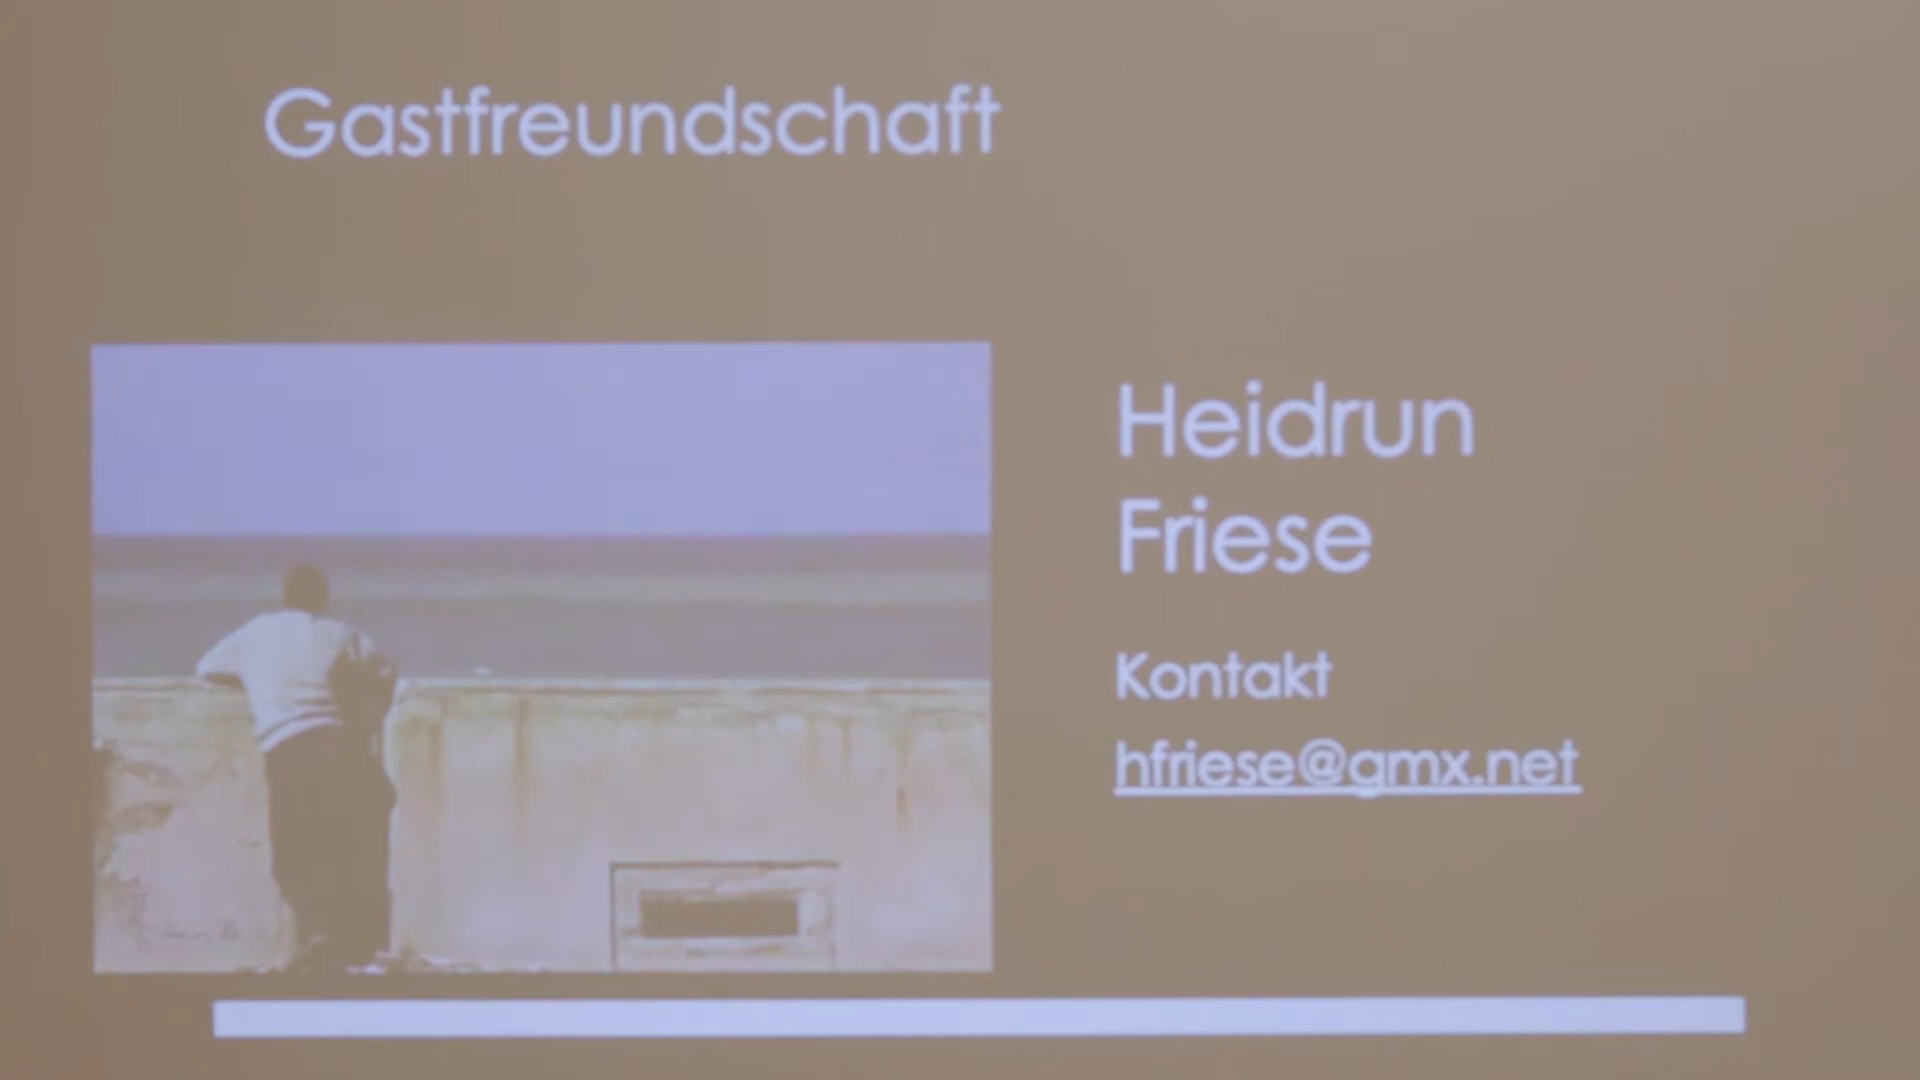 Gastfreundschaft
Heidrun
Friese
Kontakt
hfriese@gmx.net